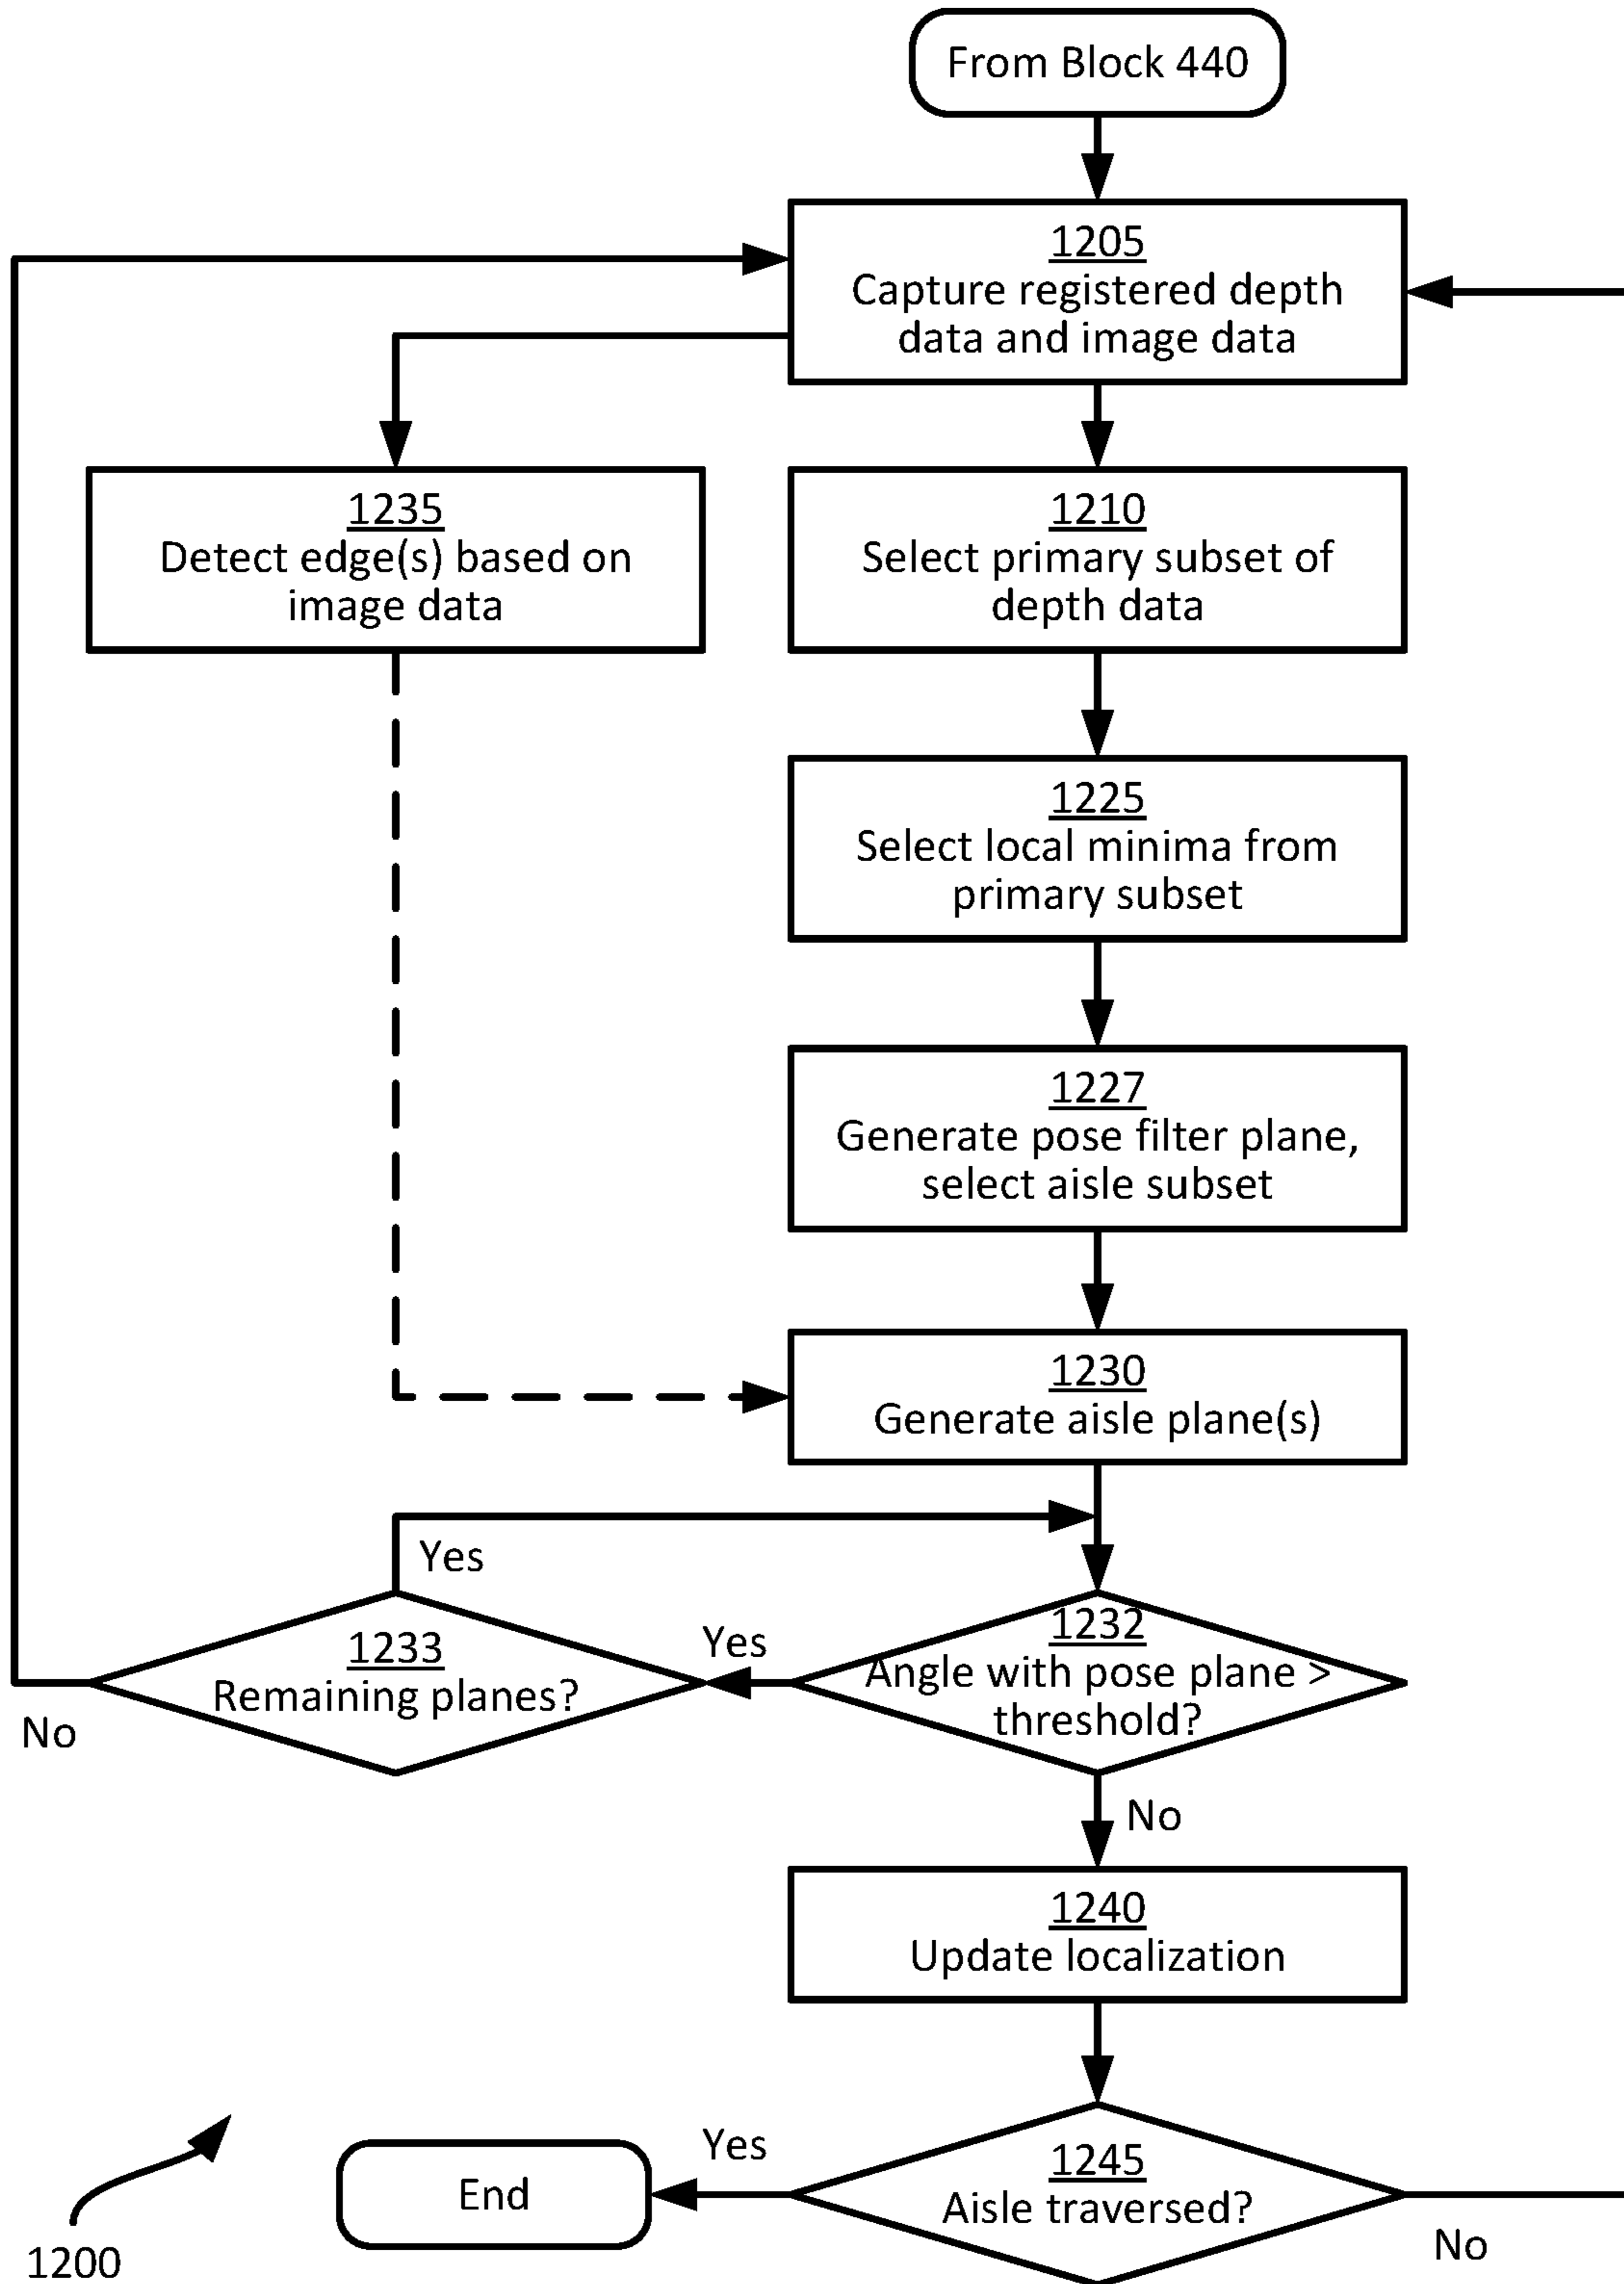 From Block 440
1205
Capture registered depth
data and image data
1235
Detect edge(s) based on
image data
1210
Select primary subset of
depth data
1225
Select local minima from
primary subset
1227
Generate pose filter plane,
select aisle subset
1230
Generate aisle plane(s)
Yes
1233
Remaining planes?
No
Yes
1232
Angle with pose plane >
threshold?
No
1240
Update localization
1245
Aisle traversed?
Yes
End
No
1200